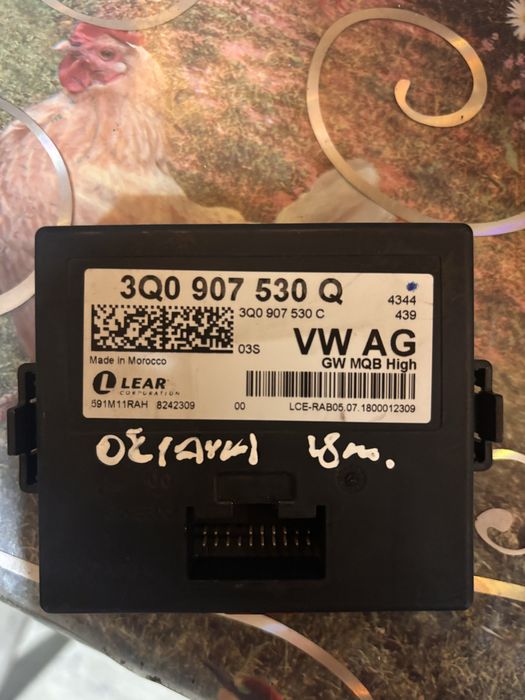 3Q0 907 530 Q
4344
3Q0 907 530 C
439
03S
VW AG
Made in Morocco
GW MQB High
LEAR
CORPORATION
591M11RAH 8242309 00 LCE-RAB05.07.1800012309